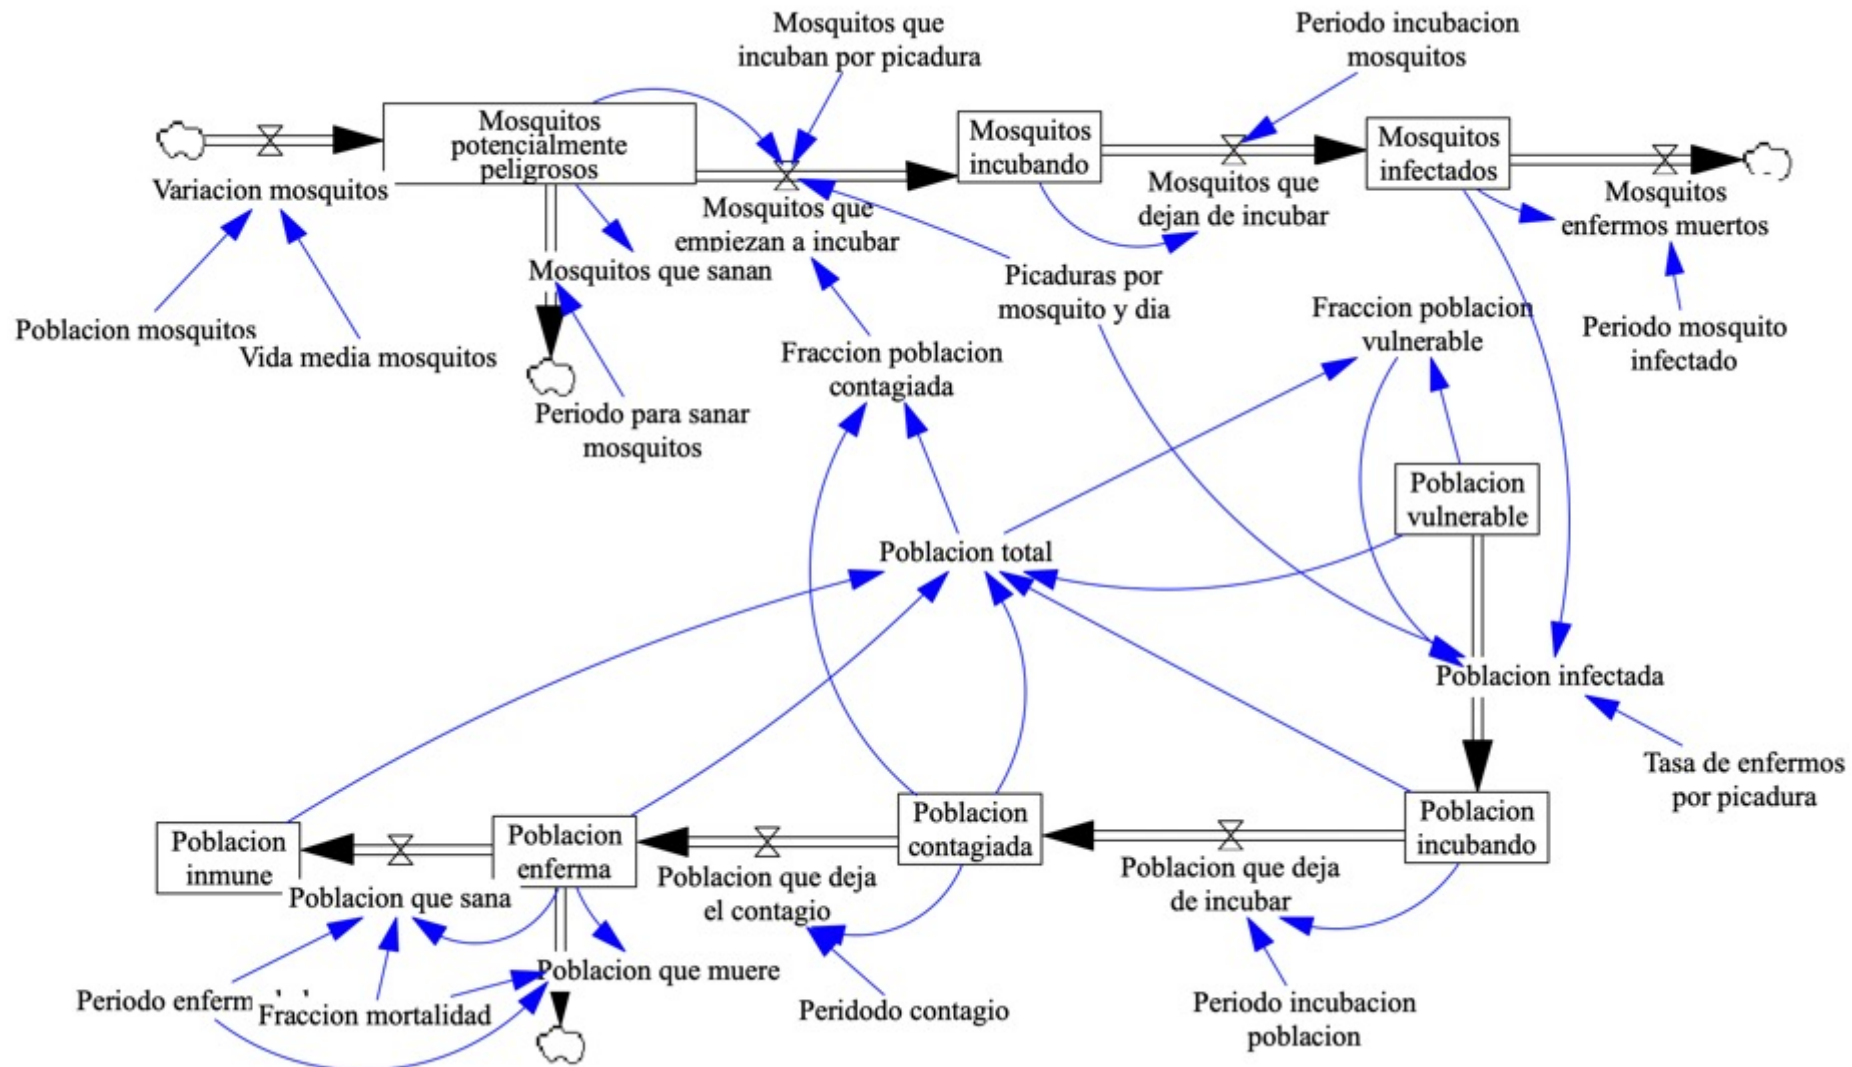 Mosquitos que
incuban por picadura
Periodo incubacion
mosquitos
Mosquitos
potencialmente
peligrosos
Mosquitos
incubando
Mosquitos
infectados
Variacion mosquitos
Mosquitos que
empiezan a incubar
Mosquitos que
dejan de incubar
Mosquitos
enfermos muertos
Mosquitos que sanan
Picaduras por
mosquito y dia
Poblacion mosquitos
Vida media mosquitos
Fraccion poblacion
vulnerable
Periodo mosquito
infectado
Fraccion poblacion
contagiada
Periodo para sanar
mosquitos
Poblacion
vulnerable
Poblacion total
Poblacion infectada
Tasa de enfermos
por picadura
Poblacion
inmune
Poblacion
enferma
Poblacion
contagiada
Poblacion
incubando
Poblacion que sana
Poblacion que deja
el contagio
Poblacion que deja
de incubar
Poblacion que muere
Periodo
Fraccion mortalidad
Peridodo contagio
Periodo incubacion
poblacion